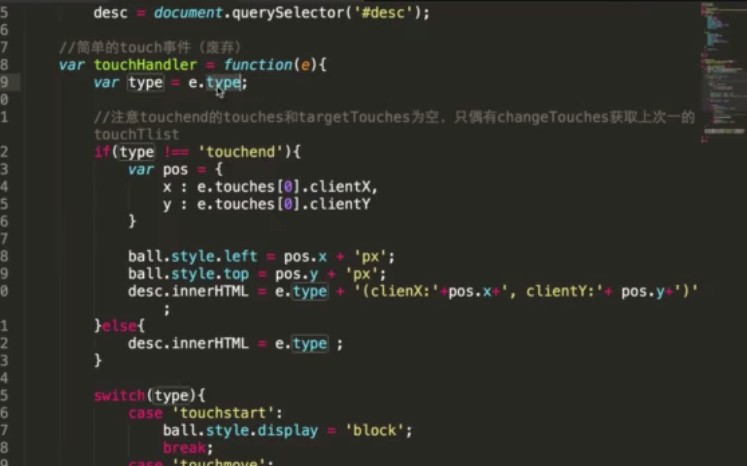 5 desc = document.querySelector('#desc');
6
7 //简单的touch事件（废弃）
8 var touchHandler = function(e){
9 var type = e.type;
0
1 //注意touchend的touches和targetTouches为空，只偶有changeTouches获取上次一的
touchTlist
2 if(type !== 'touchend'){
3 var pos = {
4 x : e.touches[0].clientX,
5 y : e.touches[0].clientY
6 }
7
8 ball.style.left = pos.x + 'px';
9 ball.style.top = pos.y + 'px';
0 desc.innerHTML = e.type + '(clienX:'+pos.x+', clientY:'+ pos.y+')'
;
1 }else{
2 desc.innerHTML = e.type ;
3 }
4
5 switch(type){
6 case 'touchstart':
7 ball.style.display = 'block';
8 break;
9 case 'touchmove':